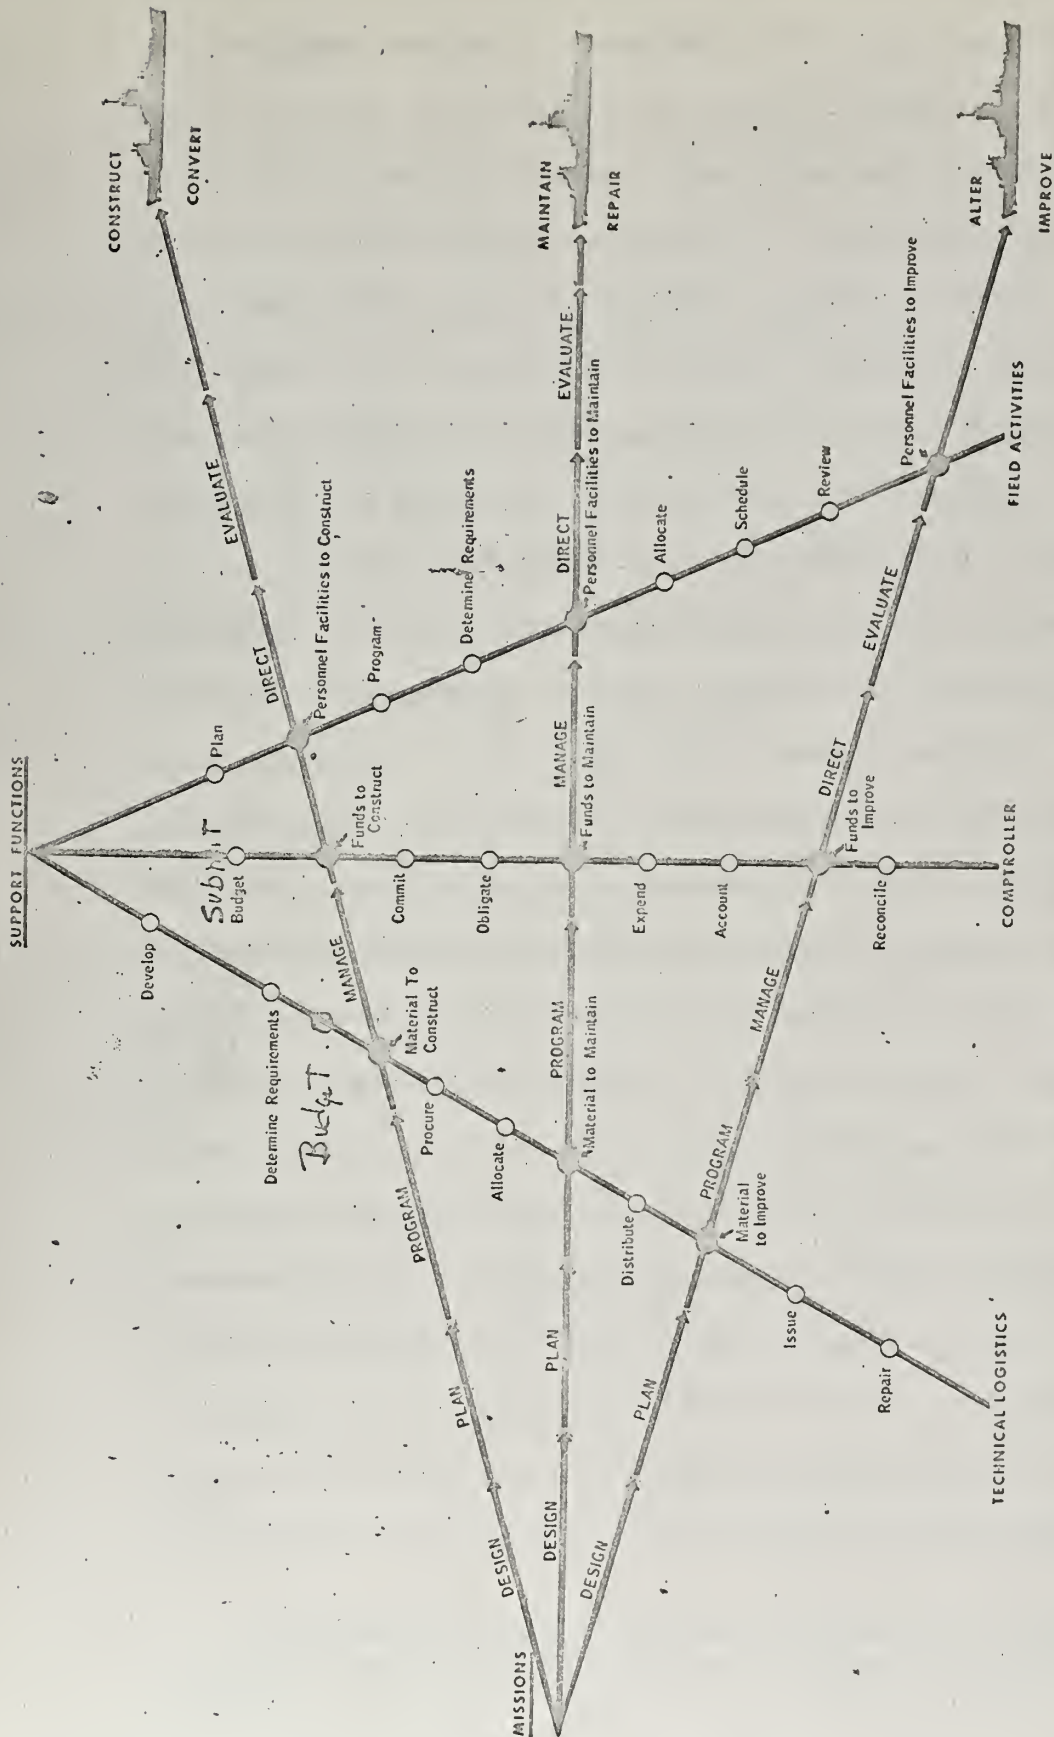 SUPPORT FUNCTIONS
MISSIONS
DESIGN
PLAN
PROGRAM
MANAGE
DIRECT
EVALUATE
CONSTRUCT
CONVERT
DESIGN
PLAN
PROGRAM
MANAGE
DIRECT
EVALUATE
MAINTAIN
REPAIR
DESIGN
PLAN
PROGRAM
MANAGE
DIRECT
EVALUATE
ALTER
IMPROVE
Develop
Determine Requirements
BudgeT
Material To
Construct
Procure
Allocate
Material to Maintain
Distribute
Material
to Improve
Issue
Repair
TECHNICAL LOGISTICS
SubmiT
Budget
Funds to
Construct
Commit
Obligate
Funds to Maintain
Expend
Account
Funds to
Improve
Reconcile
COMPTROLLER
Plan
Personnel Facilities to Construct
Program
Determine Requirements
Personnel Facilities to Maintain
Allocate
Schedule
Review
Personnel Facilities to Improve
FIELD ACTIVITIES